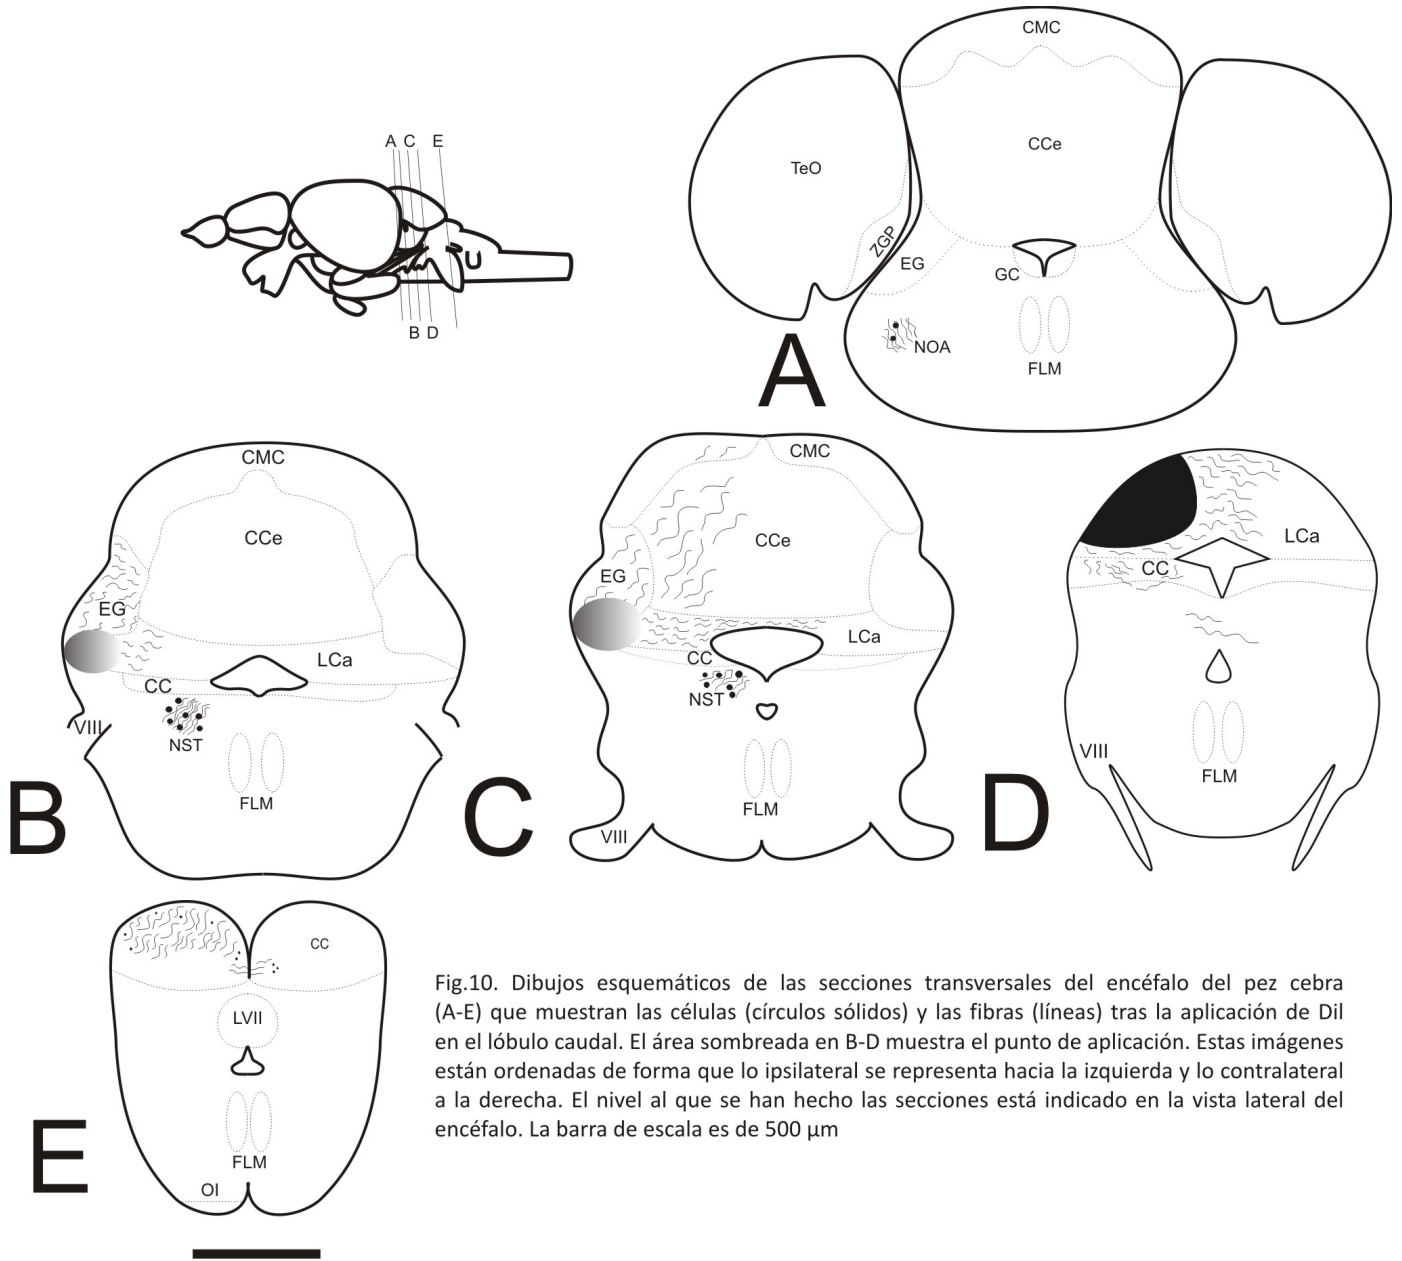 A C E
B D
CMC
TeO
CCe
ZGP
EG
GC
NOA
FLM
A
CMC
CCe
EG
LCa
CC
VIII
NST
FLM
B
CMC
CCe
EG
LCa
CC
NST
FLM
VIII
C
LCa
CC
VIII
FLM
D
CC
LVII
FLM
OI
E
Fig.10. Dibujos esquemáticos de las secciones transversales del encéfalo del pez cebra
(A-E) que muestran las células (círculos sólidos) y las fibras (líneas) tras la aplicación de DiI
en el lóbulo caudal. El área sombreada en B-D muestra el punto de aplicación. Estas imágenes
están ordenadas de forma que lo ipsilateral se representa hacia la izquierda y lo contralateral
a la derecha. El nivel al que se han hecho las secciones está indicado en la vista lateral del
encéfalo. La barra de escala es de 500 µm